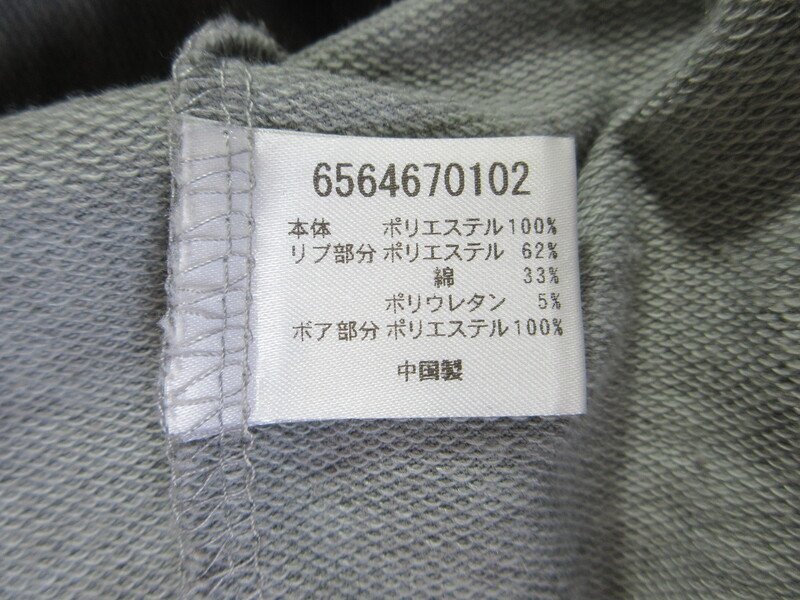 6564670102
本体 ポリエステル100%
リブ部分 ポリエステル 62%
綿 33%
ポリウレタン 5%
ボア部分 ポリエステル100%
中国製